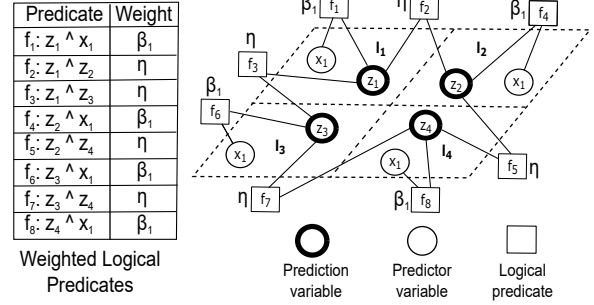 Predicate Weight
f₁: z₁ ^ x₁ β₁
f₂: z₁ ^ z₂ η
f₃: z₁ ^ z₃ η
f₄: z₂ ^ x₁ β₁
f₅: z₂ ^ z₄ η
f₆: z₃ ^ x₁ β₁
f₇: z₃ ^ z₄ η
f₈: z₄ ^ x₁ β₁
Weighted Logical
Predicates
β₁ f₁ η f₂ β₁ f₄
η f₃ x₁ l₁ z₁ l₂ z₂ x₁
β₁ f₆ z₃ z₄
x₁ l₃ x₁ l₄ f₅ η
η f₇ β₁ f₈
Prediction
variable
Predictor
variable
Logical
predicate